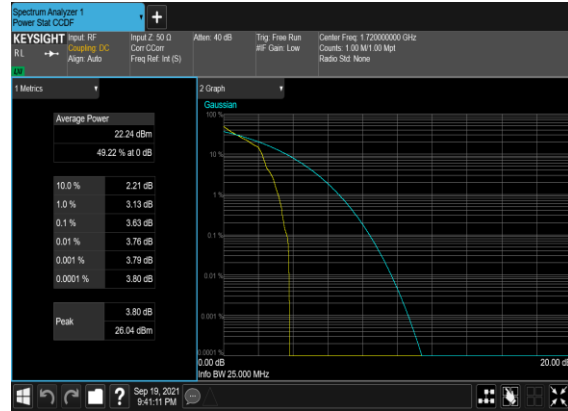 Spectrum Analyzer 1
Power Stat CCDF
KEYSIGHT
RL
Input: RF
Coupling: DC
Align: Auto
Input Z: 50 Ω
Corr CCorr
Freq Ref: Int (S)
Atten: 40 dB
Trig: Free Run
#IF Gain: Low
Center Freq: 1.720000000 GHz
Counts: 1.00 M/1.00 Mpt
Radio Std: None
1 Metrics
Average Power
22.24 dBm
49.22 % at 0 dB
10.0 % 2.21 dB
1.0 % 3.13 dB
0.1 % 3.63 dB
0.01 % 3.76 dB
0.001 % 3.79 dB
0.0001 % 3.80 dB
Peak 3.80 dB
26.04 dBm
2 Graph
Gaussian
100 %
10 %
1 %
0.1 %
0.01 %
0.001 %
0.0001 %
0.00 dB
20.00 dB
Info BW 25.000 MHz
Sep 19, 2021
9:41:11 PM